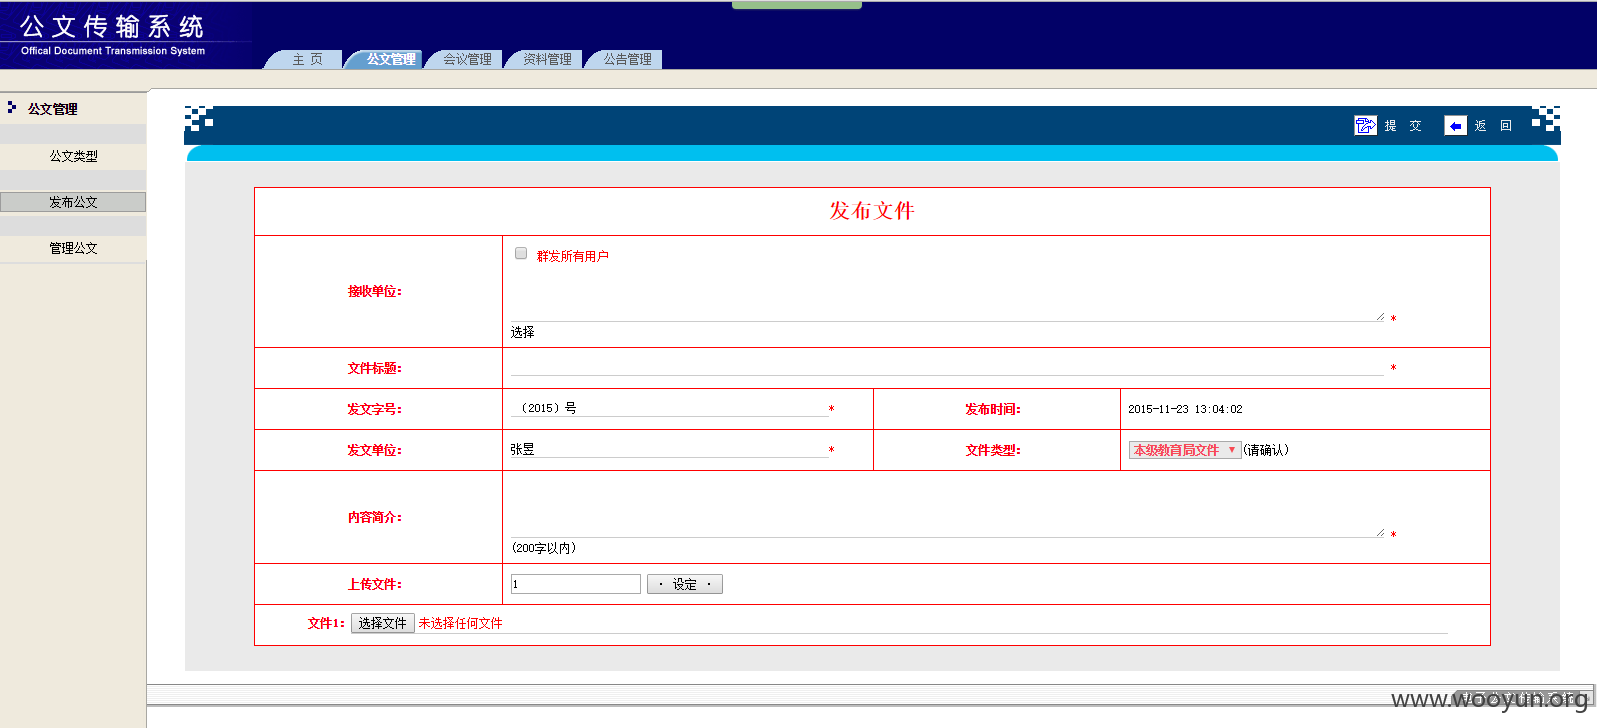 公文传输系统
Offical Document Transmission System
主 页
公文管理
会议管理
资料管理
公告管理
公文管理
公文类型
发布公文
管理公文
提 交
返 回
发布文件
接收单位：
群发所有用户
*
选择
文件标题：
*
发文字号：
（2015）号
*
发布时间：
2015-11-23 13:04:02
发文单位：
张昱
*
文件类型：
本级教育局文件
(请确认)
内容简介：
*
(200字以内)
上传文件：
1
· 设定 ·
文件1：
选择文件
未选择任何文件
www.wooyun.org